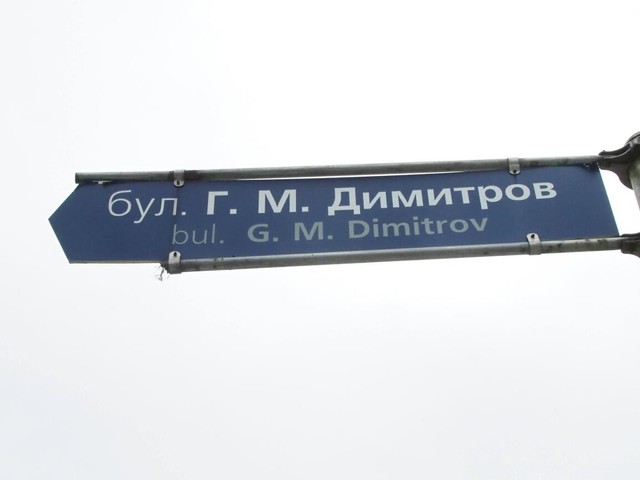 бул. Г. М. Димитров
bul. G. M. Dimitrov